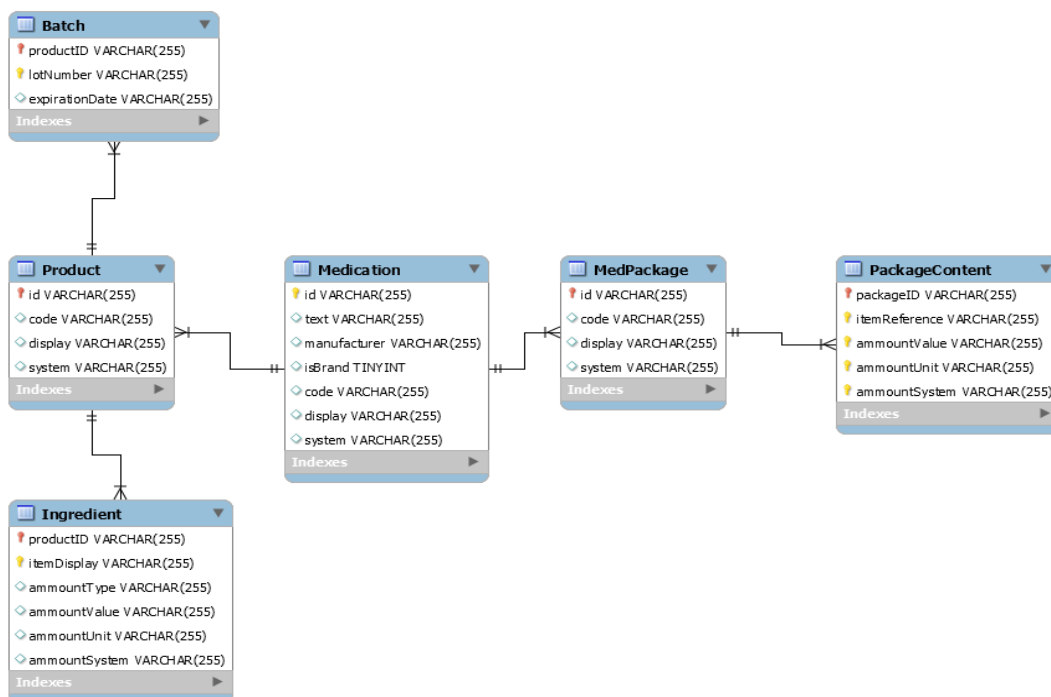 Batch
productID VARCHAR(255)
lotNumber VARCHAR(255)
expirationDate VARCHAR(255)
Indexes
Product
id VARCHAR(255)
code VARCHAR(255)
display VARCHAR(255)
system VARCHAR(255)
Indexes
Medication
id VARCHAR(255)
text VARCHAR(255)
manufacturer VARCHAR(255)
isBrand TINYINT
code VARCHAR(255)
display VARCHAR(255)
system VARCHAR(255)
Indexes
MedPackage
id VARCHAR(255)
code VARCHAR(255)
display VARCHAR(255)
system VARCHAR(255)
Indexes
PackageContent
packageID VARCHAR(255)
itemReference VARCHAR(255)
ammountValue VARCHAR(255)
ammountUnit VARCHAR(255)
ammountSystem VARCHAR(255)
Indexes
Ingredient
productID VARCHAR(255)
itemDisplay VARCHAR(255)
ammountType VARCHAR(255)
ammountValue VARCHAR(255)
ammountUnit VARCHAR(255)
ammountSystem VARCHAR(255)
Indexes